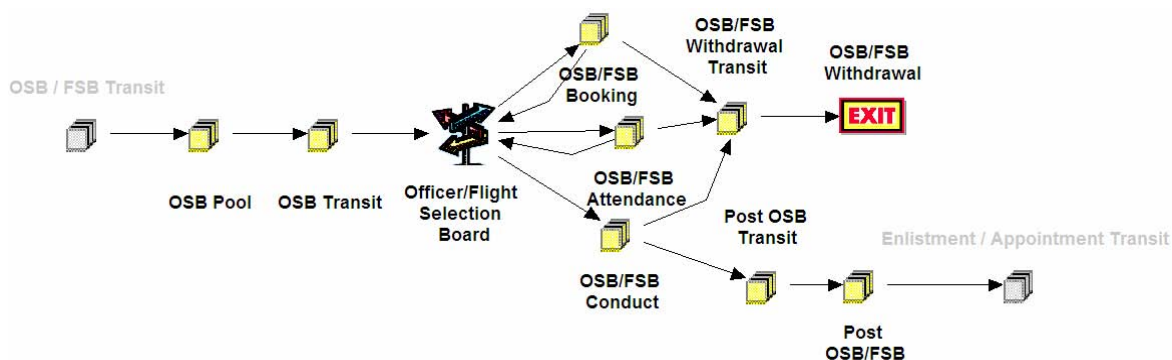 OSB / FSB Transit
OSB Pool
OSB Transit
Officer/Flight
Selection
Board
OSB/FSB
Booking
OSB/FSB
Attendance
OSB/FSB
Conduct
OSB/FSB
Withdrawal
Transit
OSB/FSB
Withdrawal
EXIT
Post OSB
Transit
Post
OSB/FSB
Enlistment / Appointment Transit